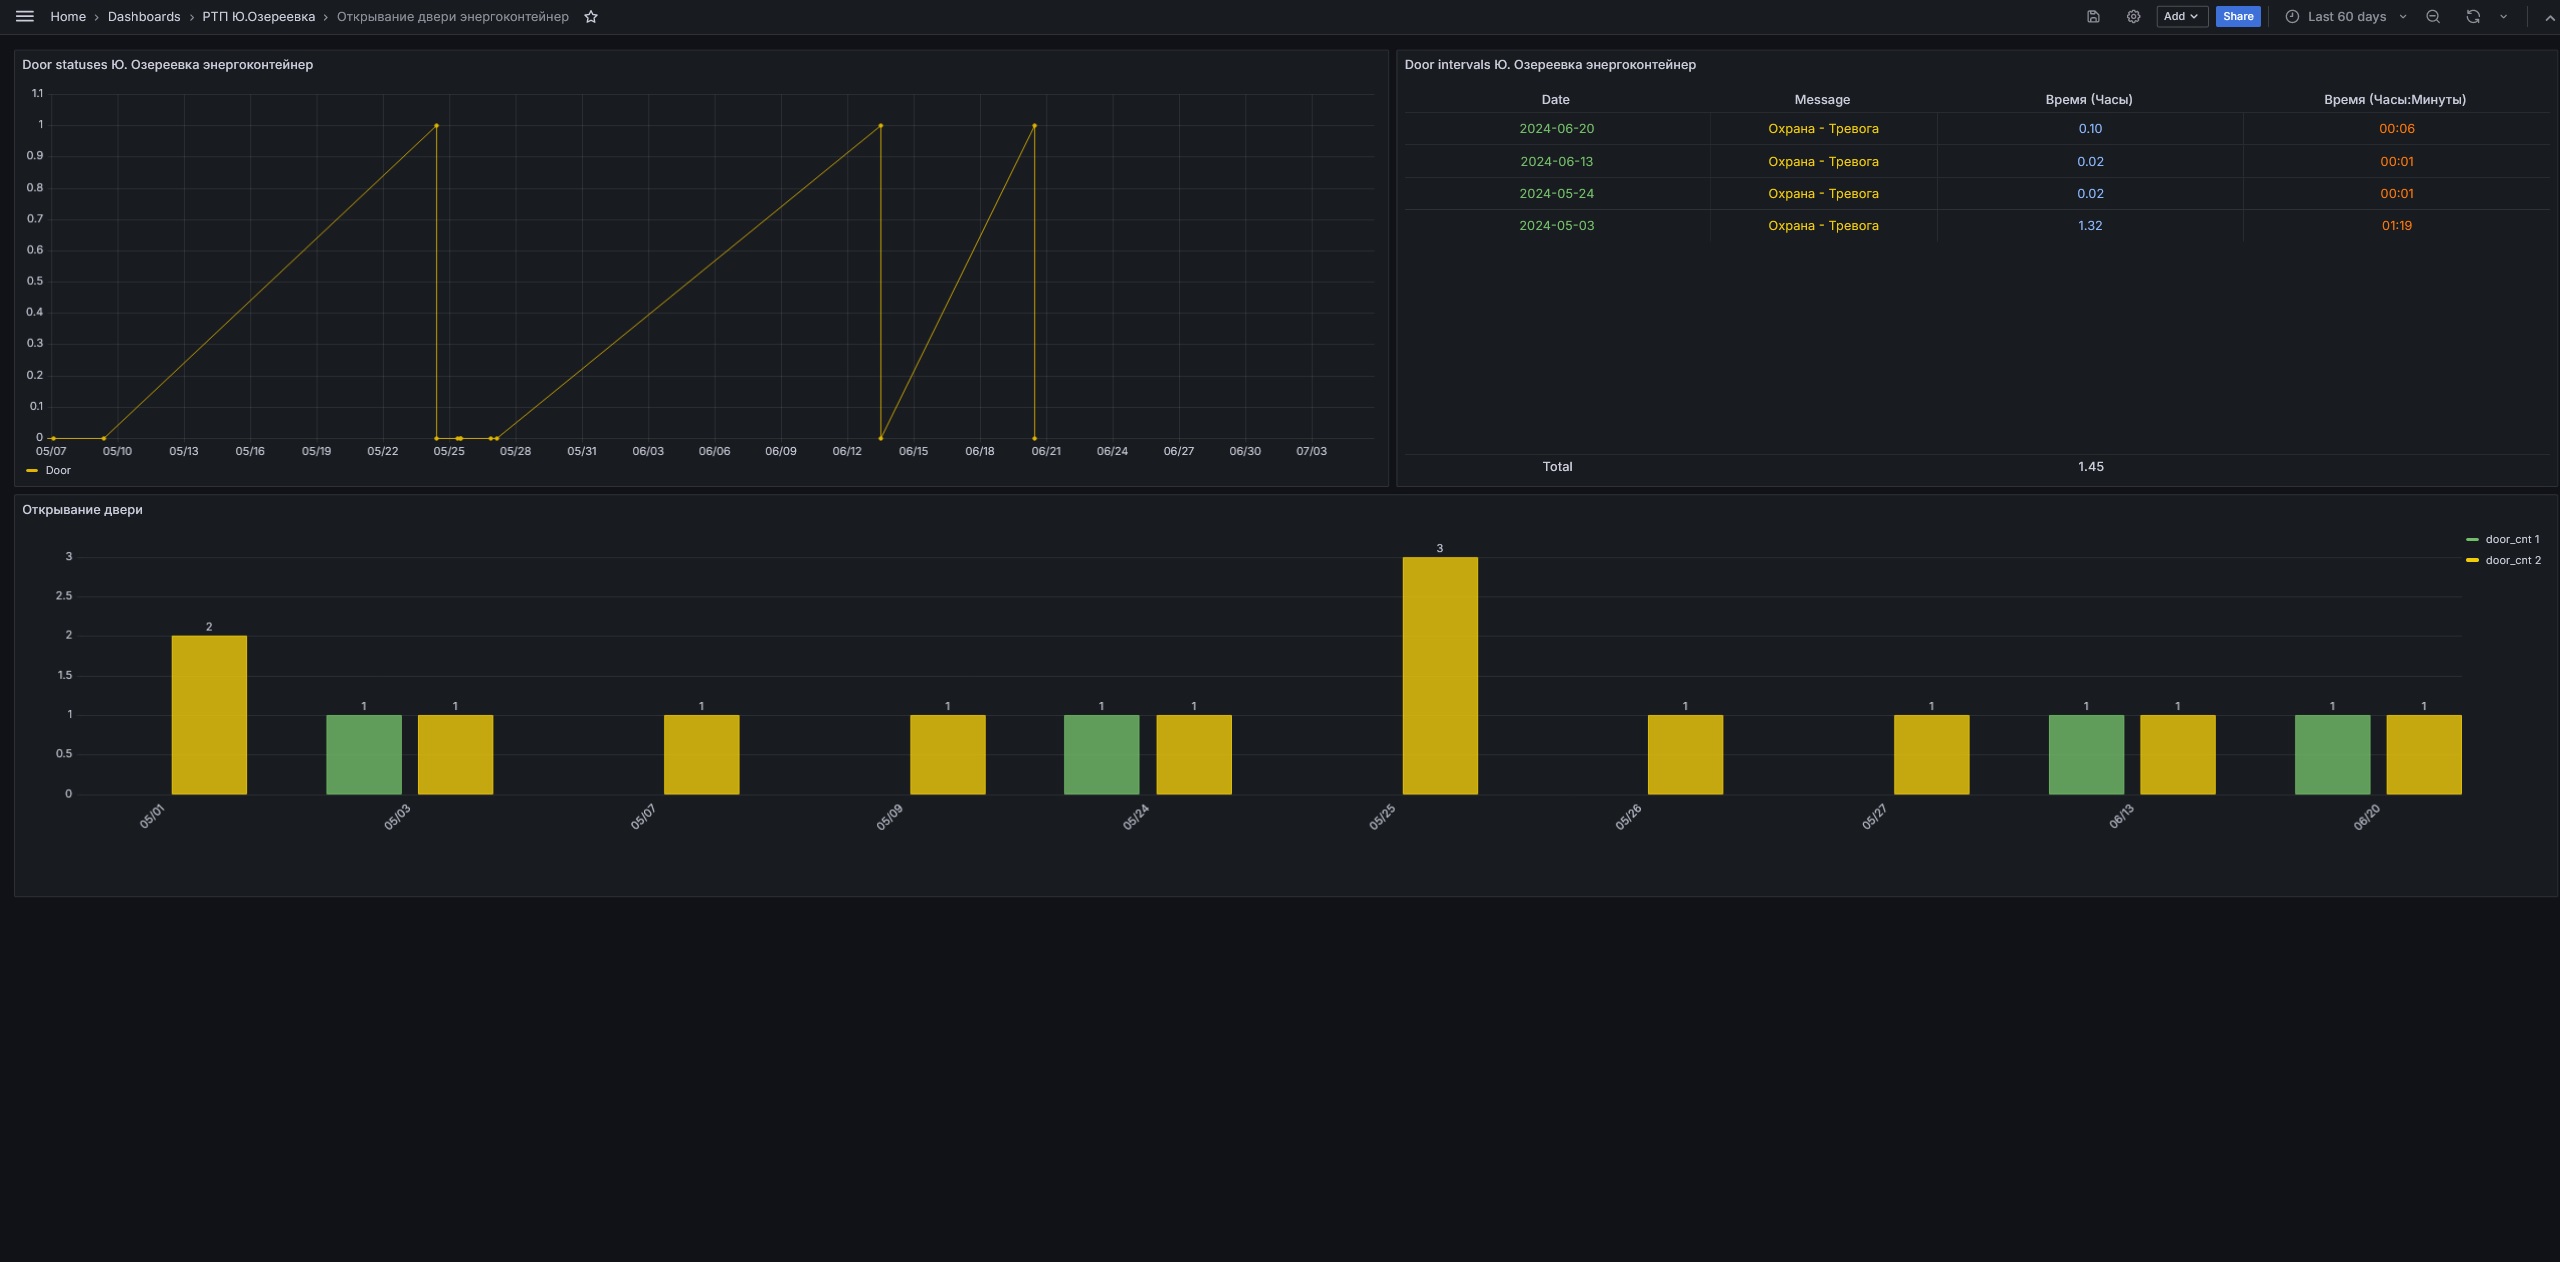 Home › Dashboards › РТП Ю.Озереевка › Открывание двери энергоконтейнер
Add
Share
Last 60 days
Door statuses Ю. Озереевка энергоконтейнер
1.1
1
0.9
0.8
0.7
0.6
0.5
0.4
0.3
0.2
0.1
0
05/07 05/10 05/13 05/16 05/19 05/22 05/25 05/28 05/31 06/03 06/06 06/09 06/12 06/15 06/18 06/21 06/24 06/27 06/30 07/03
Door
Door intervals Ю. Озереевка энергоконтейнер
Date Message Время (Часы) Время (Часы:Минуты)
2024-06-20 Охрана - Тревога 0.10 00:06
2024-06-13 Охрана - Тревога 0.02 00:01
2024-05-24 Охрана - Тревога 0.02 00:01
2024-05-03 Охрана - Тревога 1.32 01:19
Total 1.45
Открывание двери
3
2.5
2
1.5
1
0.5
0
2 1 1 1 1 1 1 3 1 1 1 1 1 1
05/01 05/03 05/07 05/09 05/24 05/25 05/26 05/27 06/13 06/20
door_cnt 1
door_cnt 2